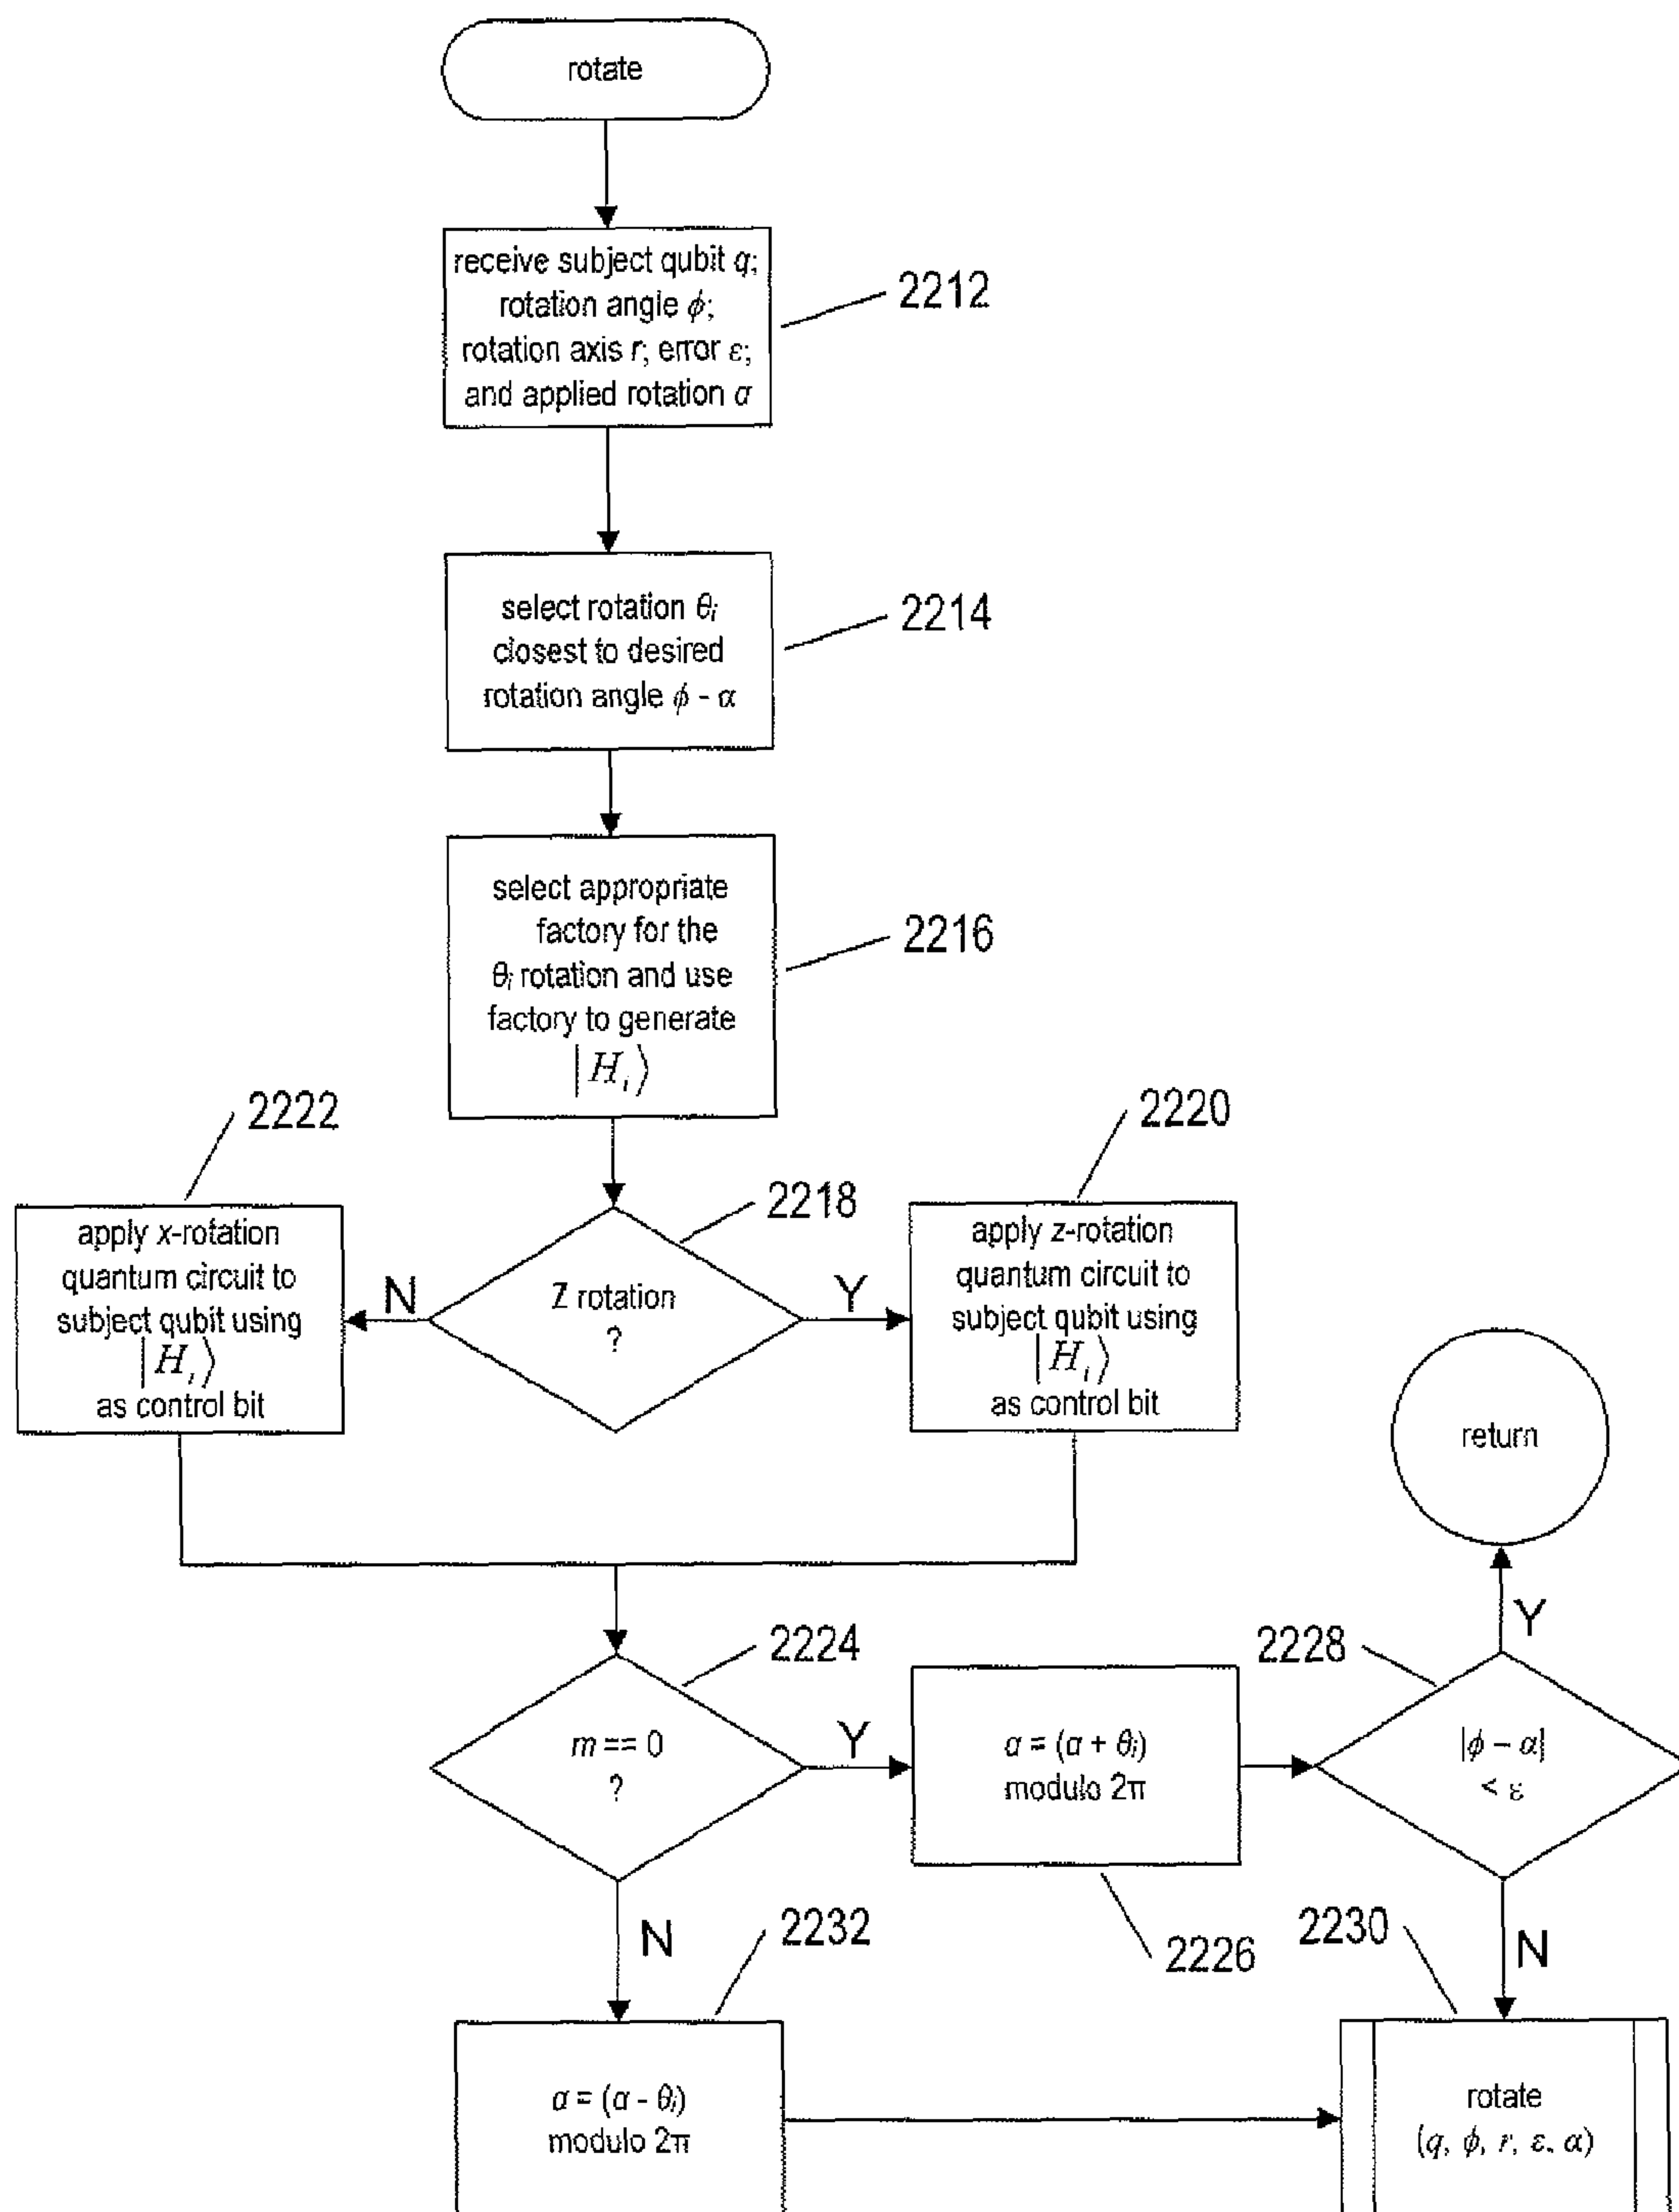 rotate
receive subject qubit q;
rotation angle ϕ;
rotation axis r; error ε;
and applied rotation α
2212
select rotation θi
closest to desired
rotation angle ϕ - α
2214
select appropriate
factory for the
θi rotation and use
factory to generate
|Hi⟩
2216
2222
2220
2218
apply x-rotation
quantum circuit to
subject qubit using
|Hi⟩
as control bit
N
Z rotation
?
Y
apply z-rotation
quantum circuit to
subject qubit using
|Hi⟩
as control bit
return
Y
2224
2228
m == 0
?
Y
α = (α + θi)
modulo 2π
|ϕ – α|
< ε
N
2232
2226
2230
N
α = (α - θi)
modulo 2π
rotate
(q, ϕ, r, ε, α)